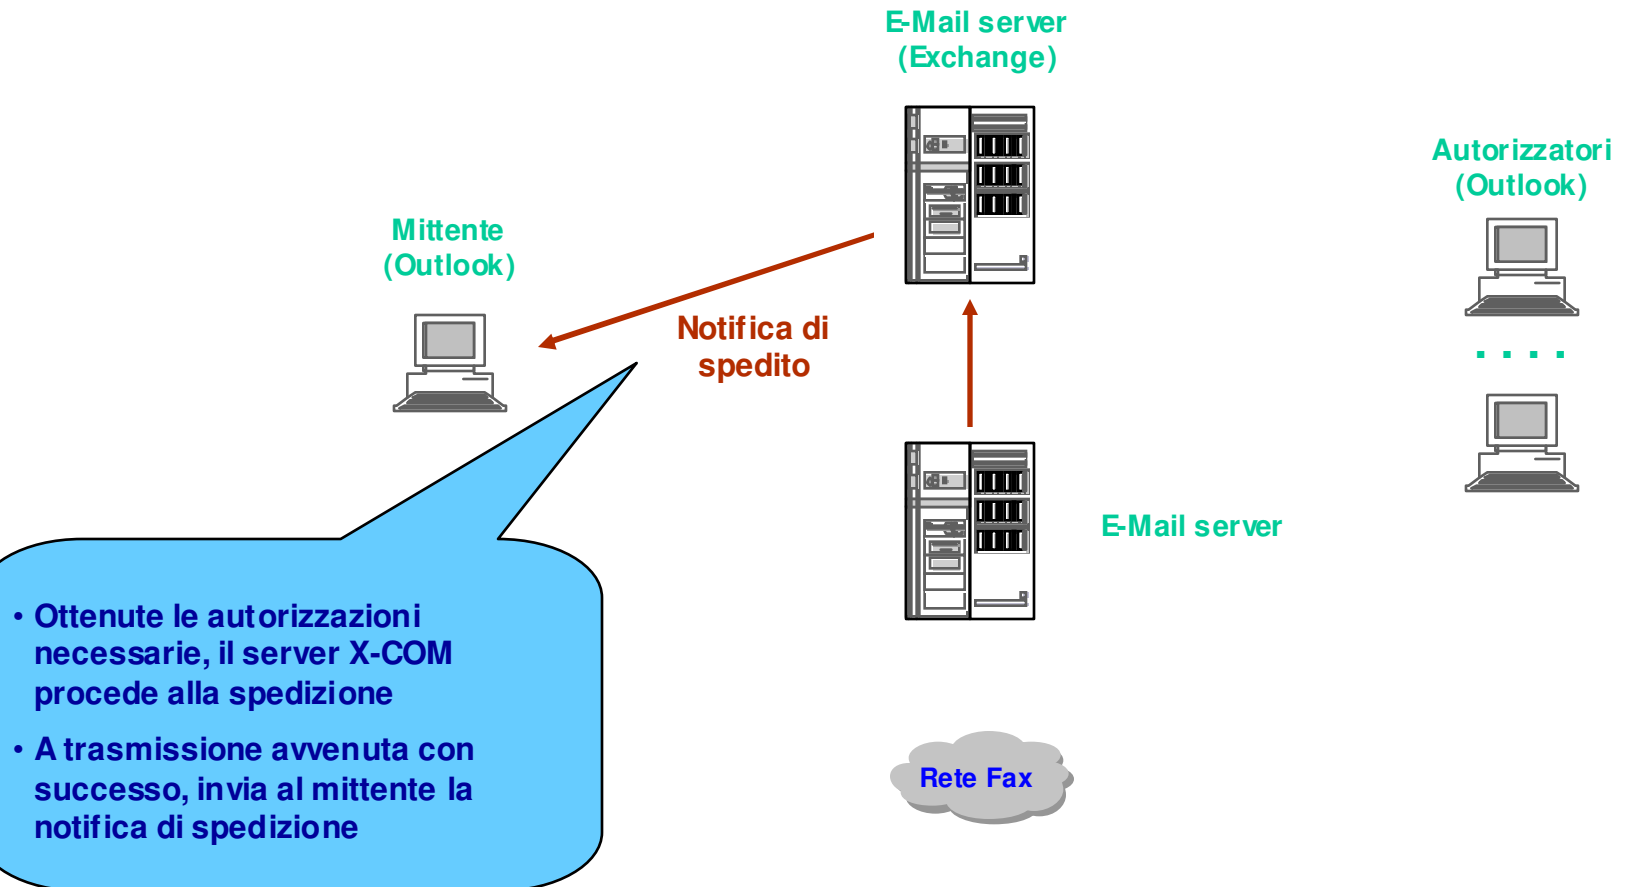 E-Mail server
(Exchange)
Autorizzatori
(Outlook)
Mittente
(Outlook)
Notifica di
spedito
. . . .
E-Mail server
• Ottenute le autorizzazioni
necessarie, il server X-COM
procede alla spedizione
• A trasmissione avvenuta con
successo, invia al mittente la
notifica di spedizione
Rete Fax